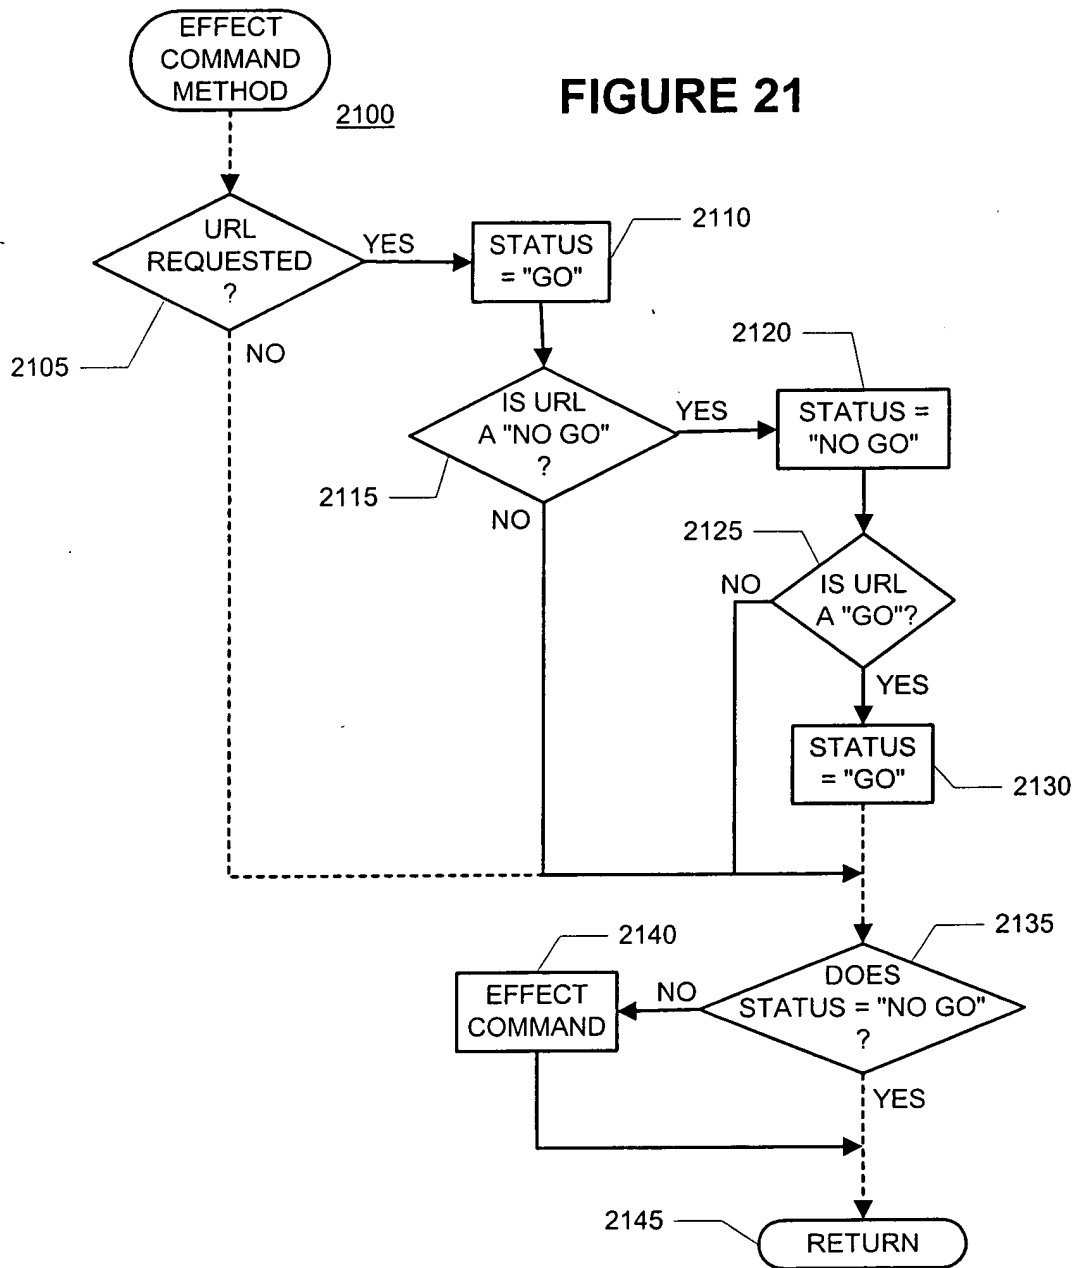 EFFECT
COMMAND
METHOD
FIGURE 21
2100
URL
REQUESTED
?
YES
STATUS
= "GO"
2110
2105
NO
2120
IS URL
A "NO GO"
?
YES
STATUS =
"NO GO"
2115
NO
2125
NO
IS URL
A "GO"?
YES
STATUS
= "GO"
2130
2140
2135
EFFECT
COMMAND
NO
DOES
STATUS = "NO GO"
?
YES
2145
RETURN